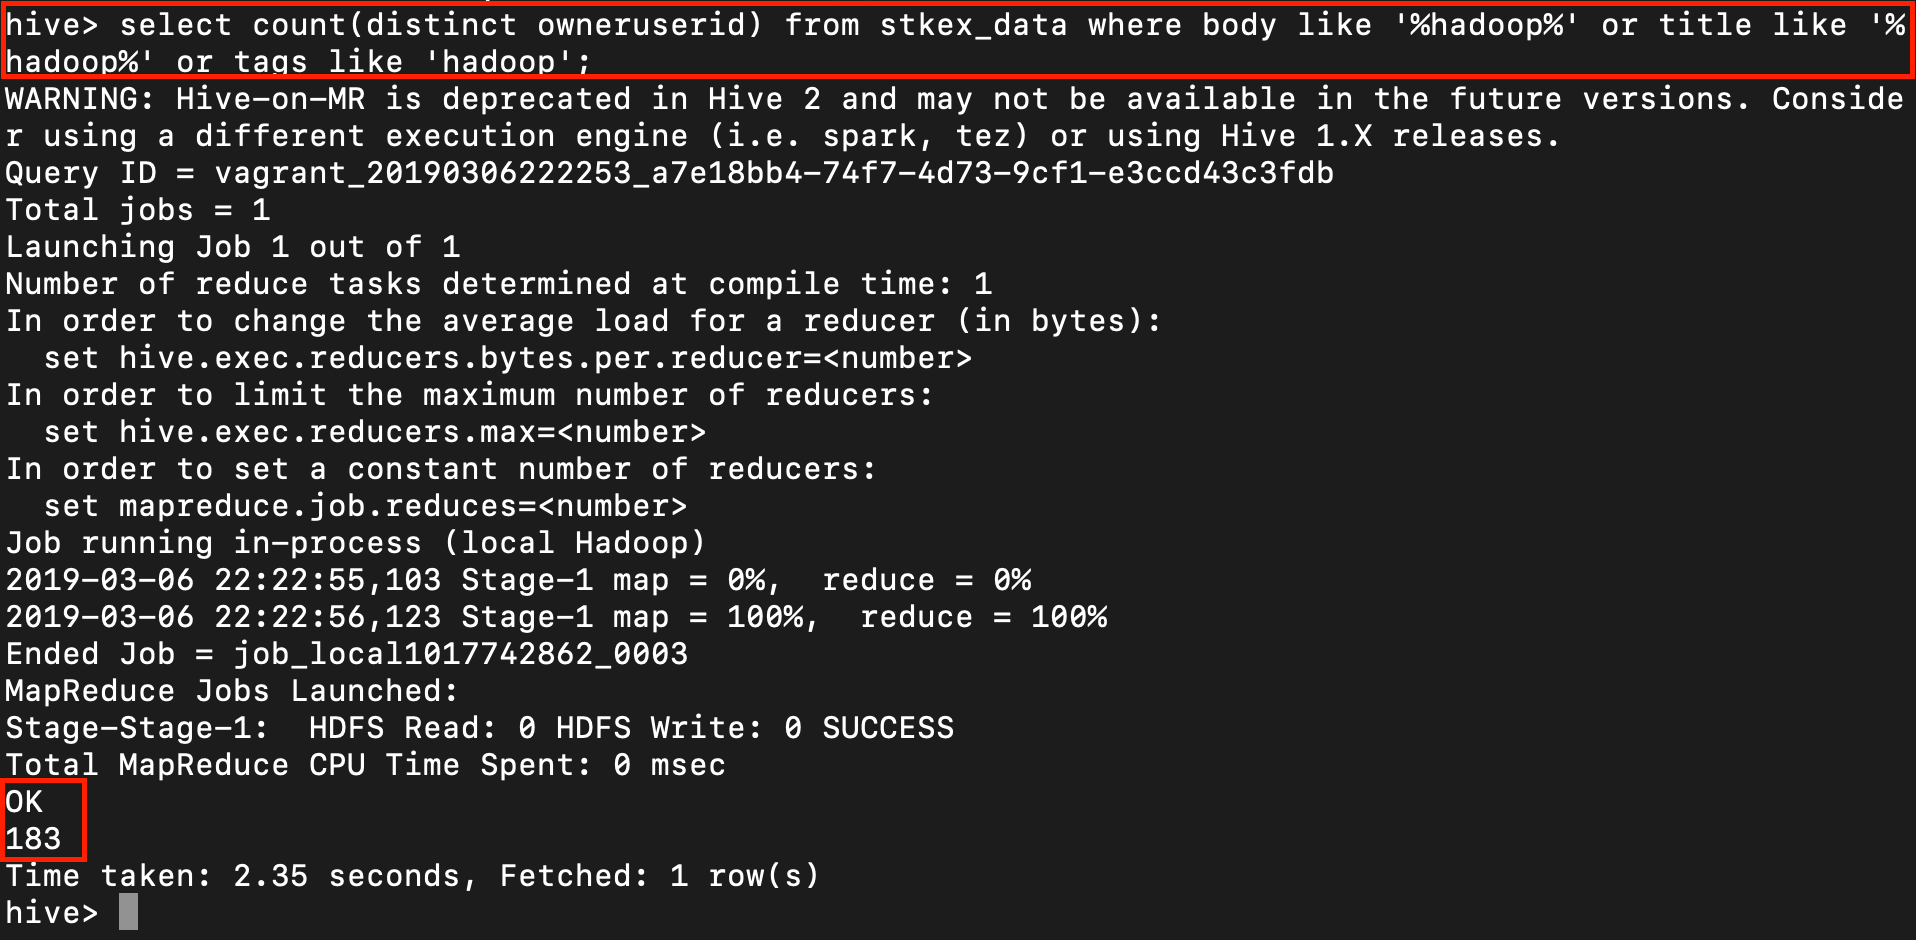 hive> select count(distinct owneruserid) from stkex_data where body like '%hadoop%' or title like '%
hadoop%' or tags like 'hadoop';
WARNING: Hive-on-MR is deprecated in Hive 2 and may not be available in the future versions. Conside
r using a different execution engine (i.e. spark, tez) or using Hive 1.X releases.
Query ID = vagrant_20190306222253_a7e18bb4-74f7-4d73-9cf1-e3ccd43c3fdb
Total jobs = 1
Launching Job 1 out of 1
Number of reduce tasks determined at compile time: 1
In order to change the average load for a reducer (in bytes):
  set hive.exec.reducers.bytes.per.reducer=<number>
In order to limit the maximum number of reducers:
  set hive.exec.reducers.max=<number>
In order to set a constant number of reducers:
  set mapreduce.job.reduces=<number>
Job running in-process (local Hadoop)
2019-03-06 22:22:55,103 Stage-1 map = 0%,  reduce = 0%
2019-03-06 22:22:56,123 Stage-1 map = 100%,  reduce = 100%
Ended Job = job_local1017742862_0003
MapReduce Jobs Launched:
Stage-Stage-1:  HDFS Read: 0 HDFS Write: 0 SUCCESS
Total MapReduce CPU Time Spent: 0 msec
OK
183
Time taken: 2.35 seconds, Fetched: 1 row(s)
hive>